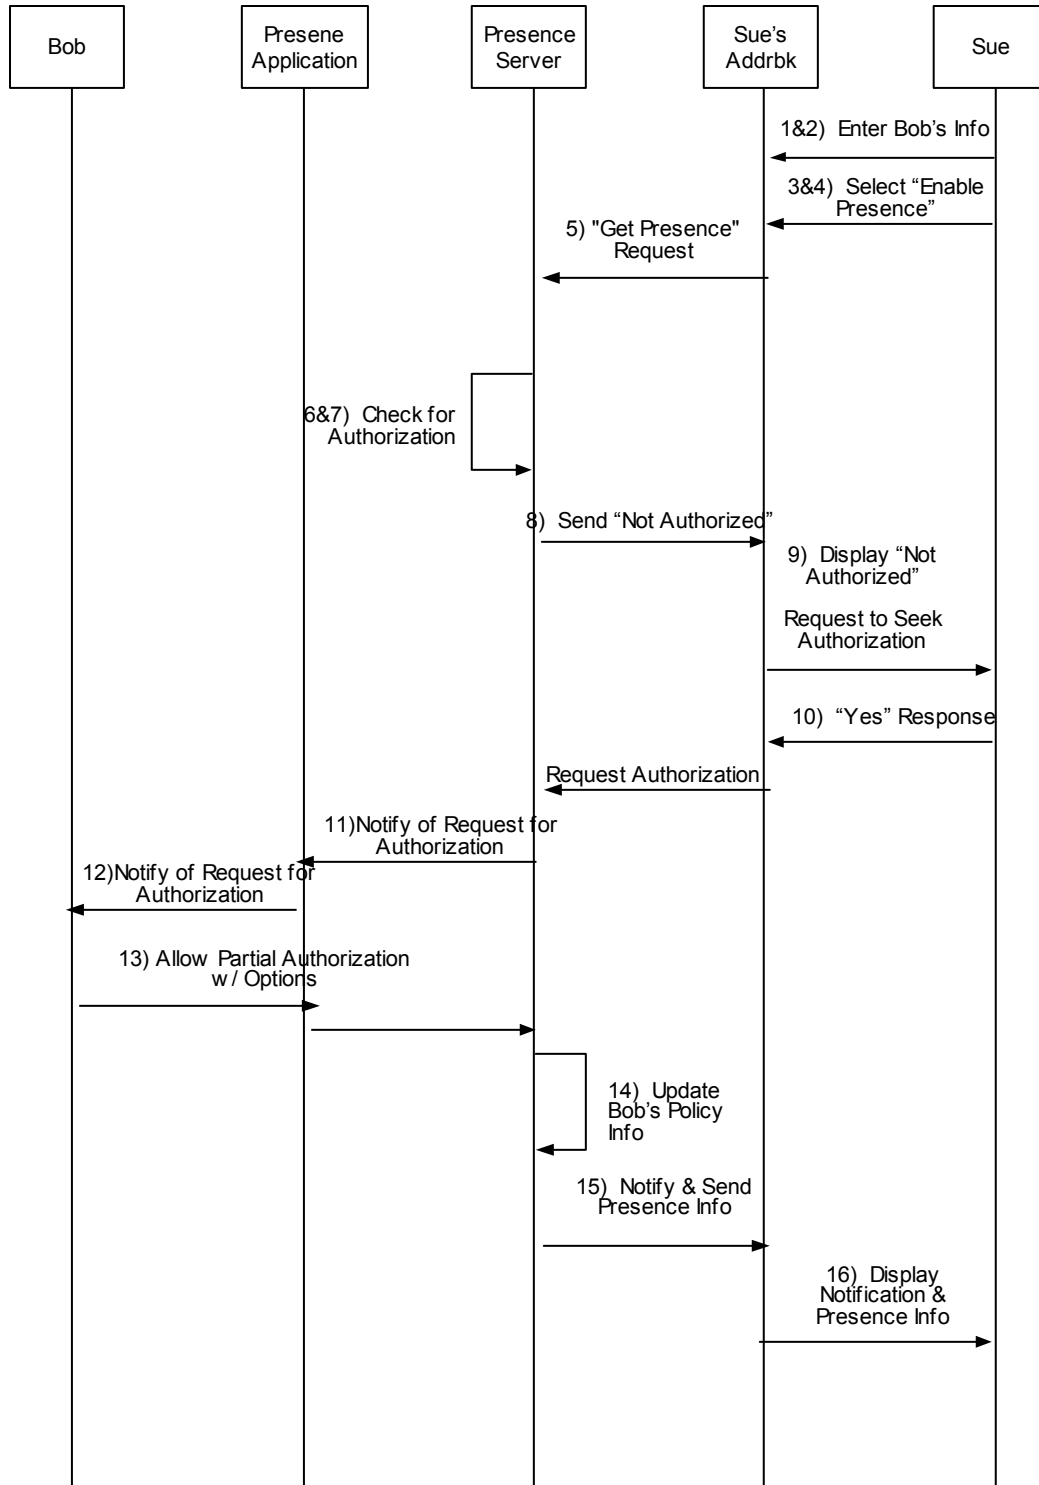 Bob
Presene
Application
Presence
Server
Sue's
Addrbk
Sue
1&2) Enter Bob's Info
3&4) Select “Enable
Presence”
5) "Get Presence"
Request
6&7) Check for
Authorization
8) Send “Not Authorized”
9) Display “Not
Authorized”
Request to Seek
Authorization
10) “Yes” Response
Request Authorization
11)Notify of Request for
Authorization
12)Notify of Request for
Authorization
13) Allow Partial Authorization
w/ Options
14) Update
Bob's Policy
Info
15) Notify & Send
Presence Info
16) Display
Notification &
Presence Info